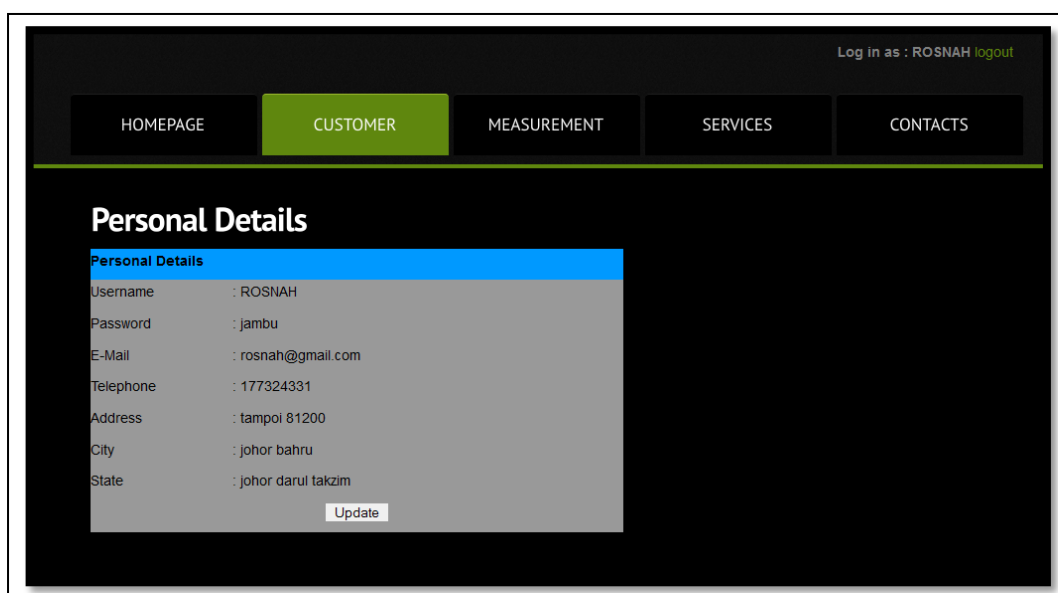 Log in as : ROSNAH logout
HOMEPAGE CUSTOMER MEASUREMENT SERVICES CONTACTS
Personal Details
Personal Details
Username : ROSNAH
Password : jambu
E-Mail : rosnah@gmail.com
Telephone : 177324331
Address : tampoi 81200
City : johor bahru
State : johor darul takzim
Update